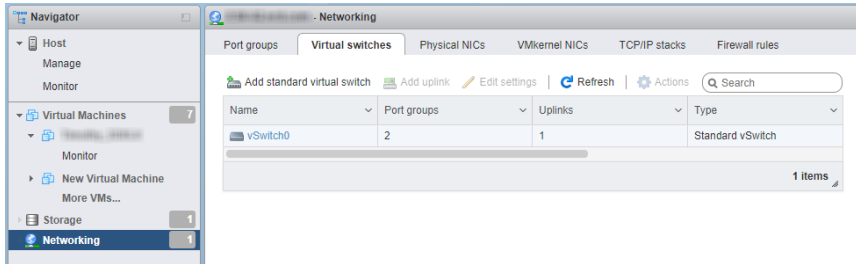 Navigator
Host
Manage
Monitor
Virtual Machines 7
Monitor
New Virtual Machine
More VMs...
Storage 1
Networking 1
- Networking
Port groups Virtual switches Physical NICs VMkernel NICs TCP/IP stacks Firewall rules
Add standard virtual switch Add uplink Edit settings Refresh Actions Search
Name Port groups Uplinks Type
vSwitch0 2 1 Standard vSwitch
1 items